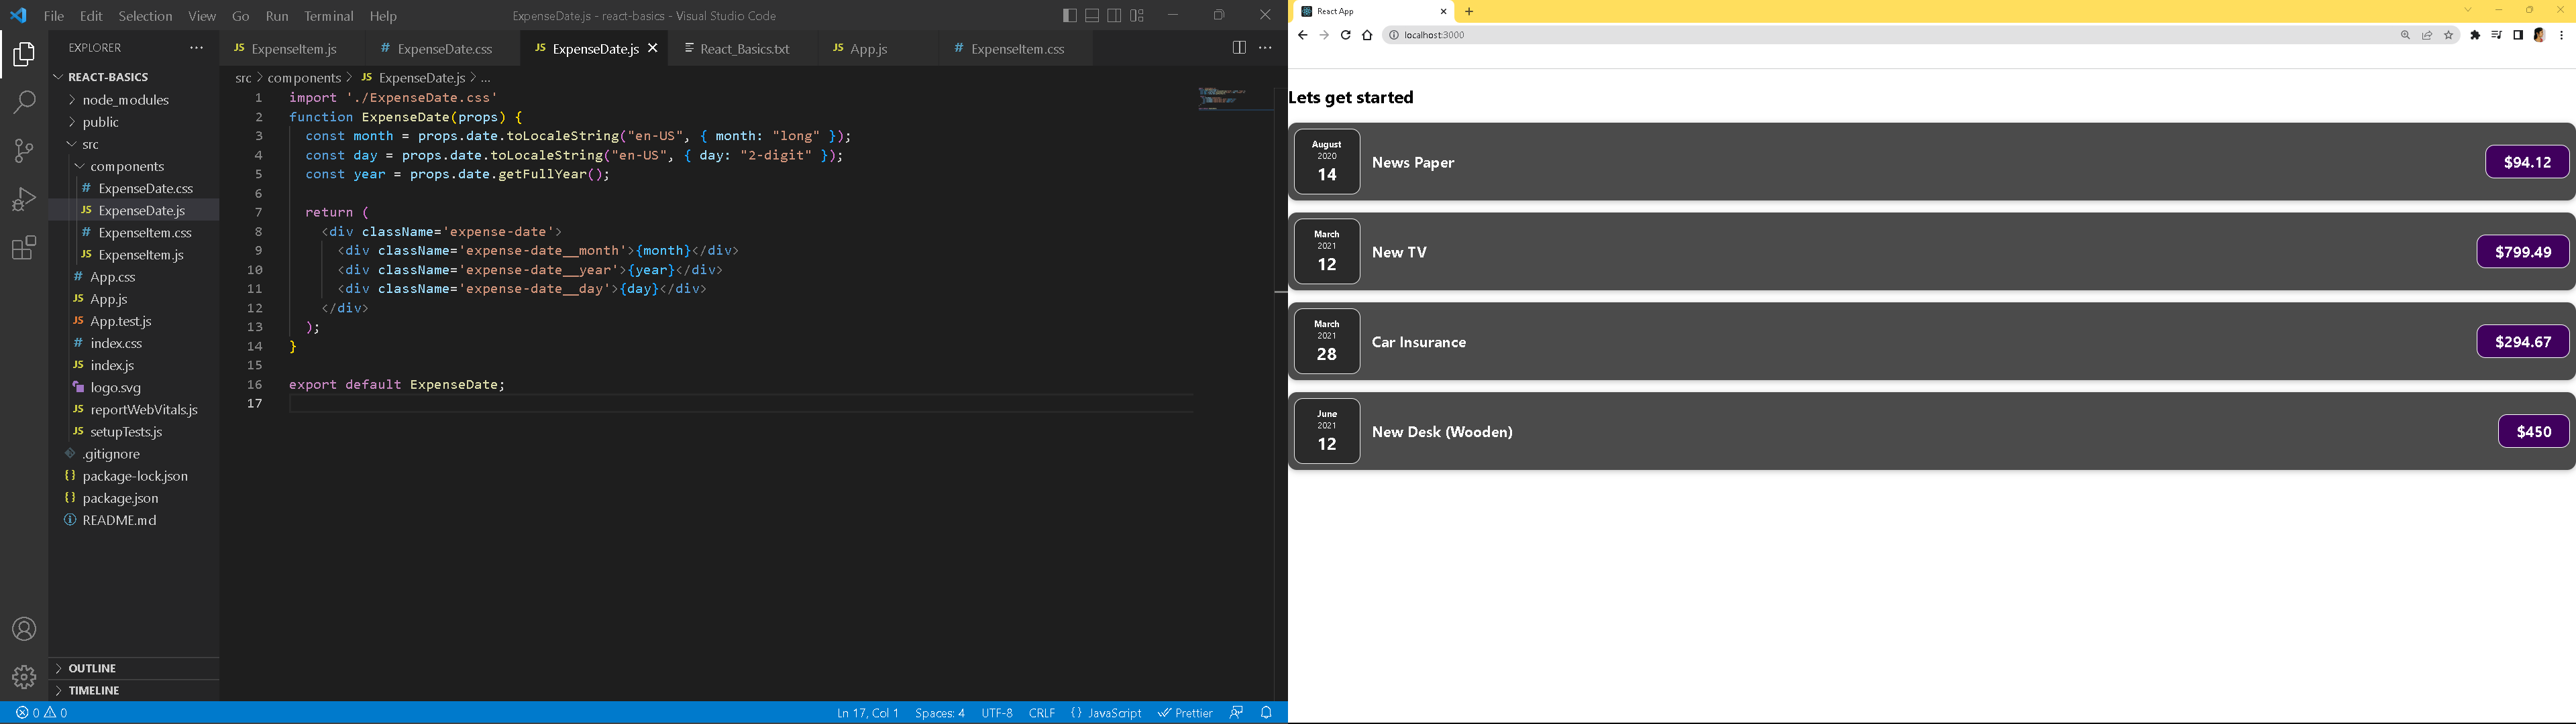 File Edit Selection View Go Run Terminal Help
ExpenseDate.js - react-basics - Visual Studio Code
EXPLORER
REACT-BASICS
node_modules
public
src
components
# ExpenseDate.css
JS ExpenseDate.js
# ExpenseItem.css
JS ExpenseItem.js
# App.css
JS App.js
JS App.test.js
# index.css
JS index.js
logo.svg
JS reportWebVitals.js
JS setupTests.js
.gitignore
{} package-lock.json
{} package.json
README.md
OUTLINE
TIMELINE
JS ExpenseItem.js # ExpenseDate.css JS ExpenseDate.js React_Basics.txt JS App.js # ExpenseItem.css
src > components > JS ExpenseDate.js > ...
1 import './ExpenseDate.css'
2 function ExpenseDate(props) {
3 const month = props.date.toLocaleString("en-US", { month: "long" });
4 const day = props.date.toLocaleString("en-US", { day: "2-digit" });
5 const year = props.date.getFullYear();
6
7 return (
8 <div className='expense-date'>
9 <div className='expense-date__month'>{month}</div>
10 <div className='expense-date__year'>{year}</div>
11 <div className='expense-date__day'>{day}</div>
12 </div>
13 );
14 }
15
16 export default ExpenseDate;
17
0 0
Ln 17, Col 1 Spaces: 4 UTF-8 CRLF {} JavaScript Prettier
React App
localhost:3000
Lets get started
August
2020
14
News Paper
$94.12
March
2021
12
New TV
$799.49
March
2021
28
Car Insurance
$294.67
June
2021
12
New Desk (Wooden)
$450